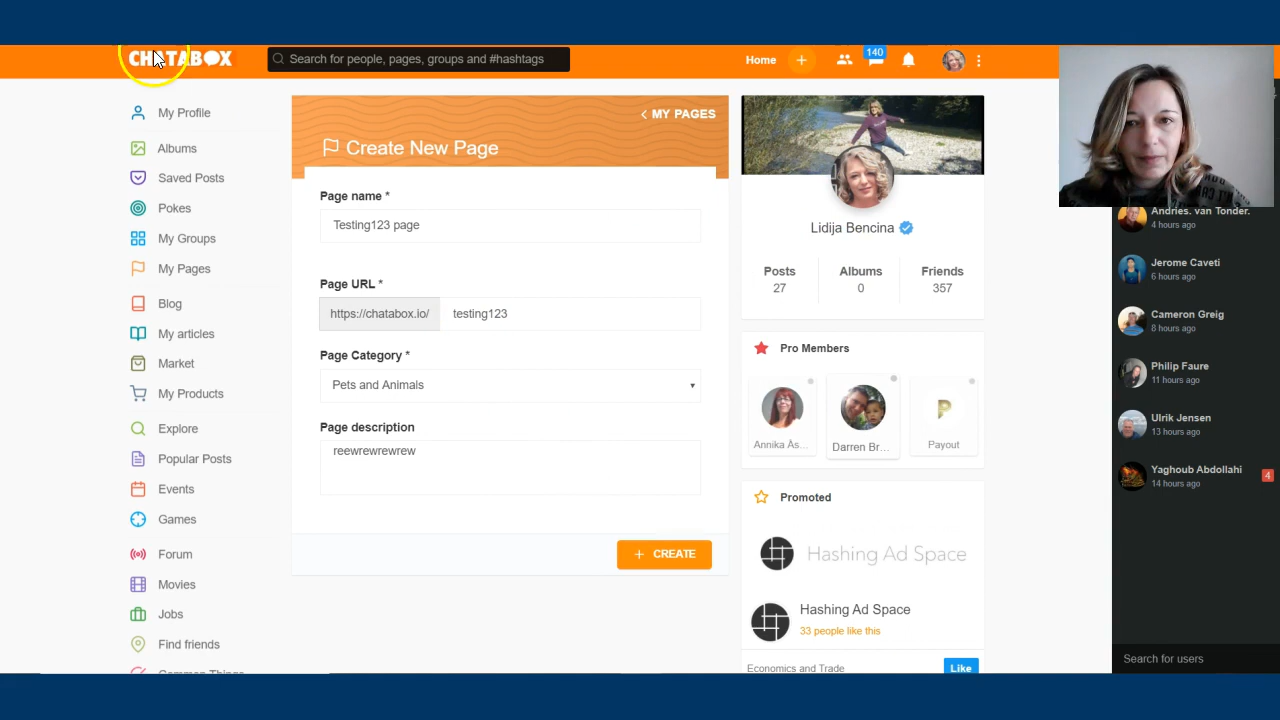 CHATABOX
Search for people, pages, groups and #hashtags
Home
140
My Profile
Albums
Saved Posts
Pokes
My Groups
My Pages
Blog
My articles
Market
My Products
Explore
Popular Posts
Events
Games
Forum
Movies
Jobs
Find friends
Common Things
MY PAGES
Create New Page
Page name *
Testing123 page
Page URL *
https://chatabox.io/ testing123
Page Category *
Pets and Animals
Page description
reewrewrewrew
CREATE
Lidija Bencina
Posts Albums Friends
27 0 357
Pro Members
Annika Ås... Darren Br... Payout
Promoted
Hashing Ad Space
Hashing Ad Space
33 people like this
Economics and Trade Like
Andries. van Tonder.
4 hours ago
Jerome Caveti
6 hours ago
Cameron Greig
8 hours ago
Philip Faure
11 hours ago
Ulrik Jensen
13 hours ago
Yaghoub Abdollahi 4
14 hours ago
Search for users